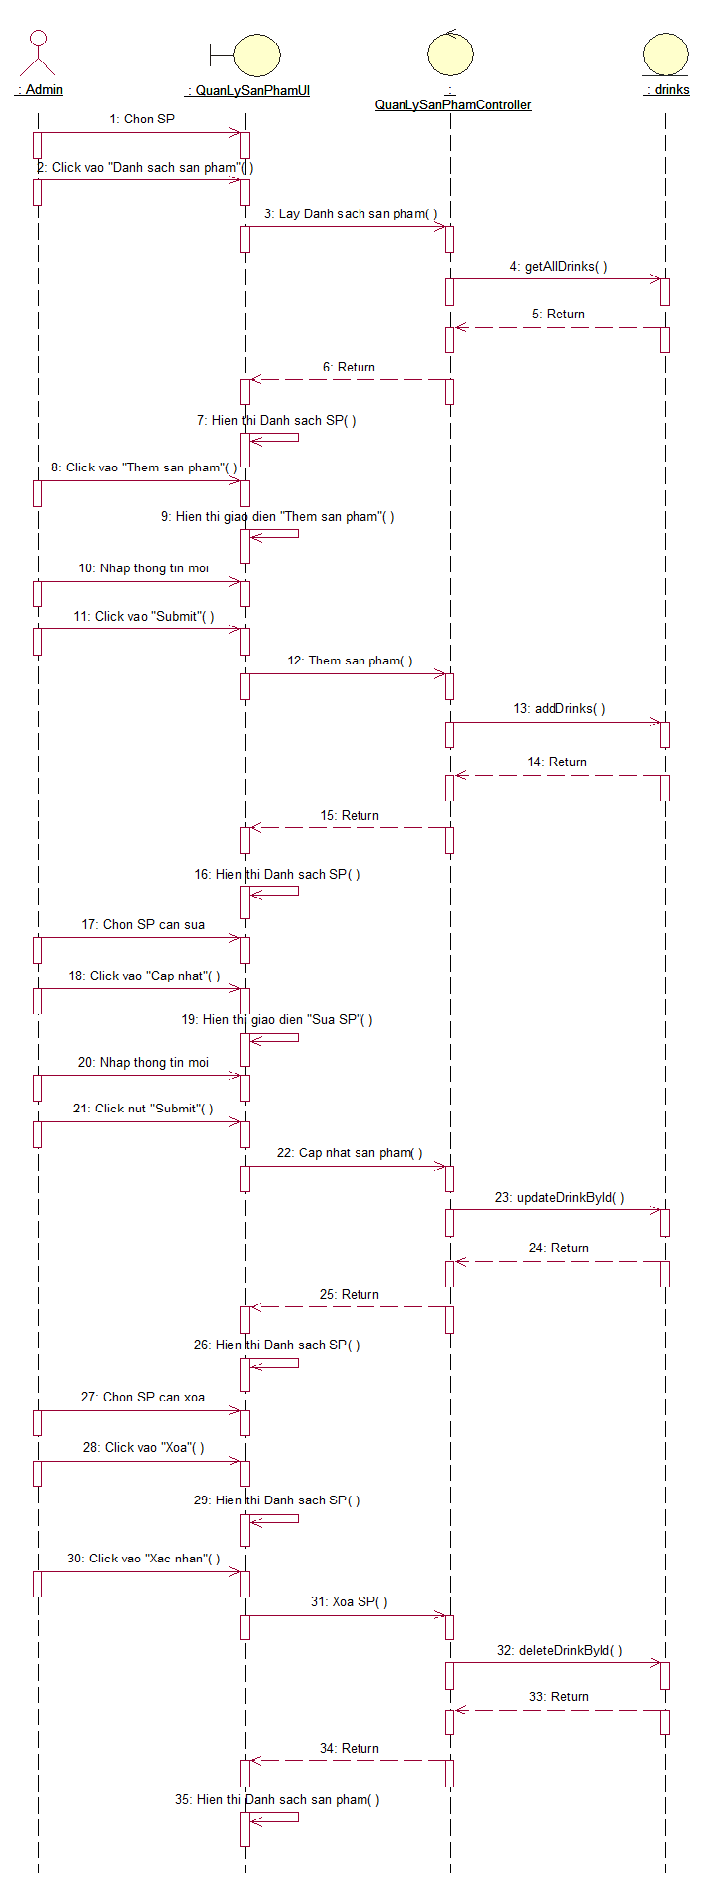 : Admin
: QuanLySanPhamUI
:
QuanLySanPhamController
: drinks
1: Chon SP
2: Click vao "Danh sach san pham"( )
3: Lay Danh sach san pham( )
4: getAllDrinks( )
5: Return
6: Return
7: Hien thi Danh sach SP( )
8: Click vao "Them san pham"( )
9: Hien thi giao dien "Them san pham"( )
10: Nhap thong tin moi
11: Click vao "Submit"( )
12: Them san pham( )
13: addDrinks( )
14: Return
15: Return
16: Hien thi Danh sach SP( )
17: Chon SP can sua
18: Click vao "Cap nhat"( )
19: Hien thi giao dien "Sua SP"( )
20: Nhap thong tin moi
21: Click nut "Submit"( )
22: Cap nhat san pham( )
23: updateDrinkById( )
24: Return
25: Return
26: Hien thi Danh sach SP( )
27: Chon SP can xoa
28: Click vao "Xoa"( )
29: Hien thi Danh sach SP( )
30: Click vao "Xac nhan"( )
31: Xoa SP( )
32: deleteDrinkById( )
33: Return
34: Return
35: Hien thi Danh sach san pham( )